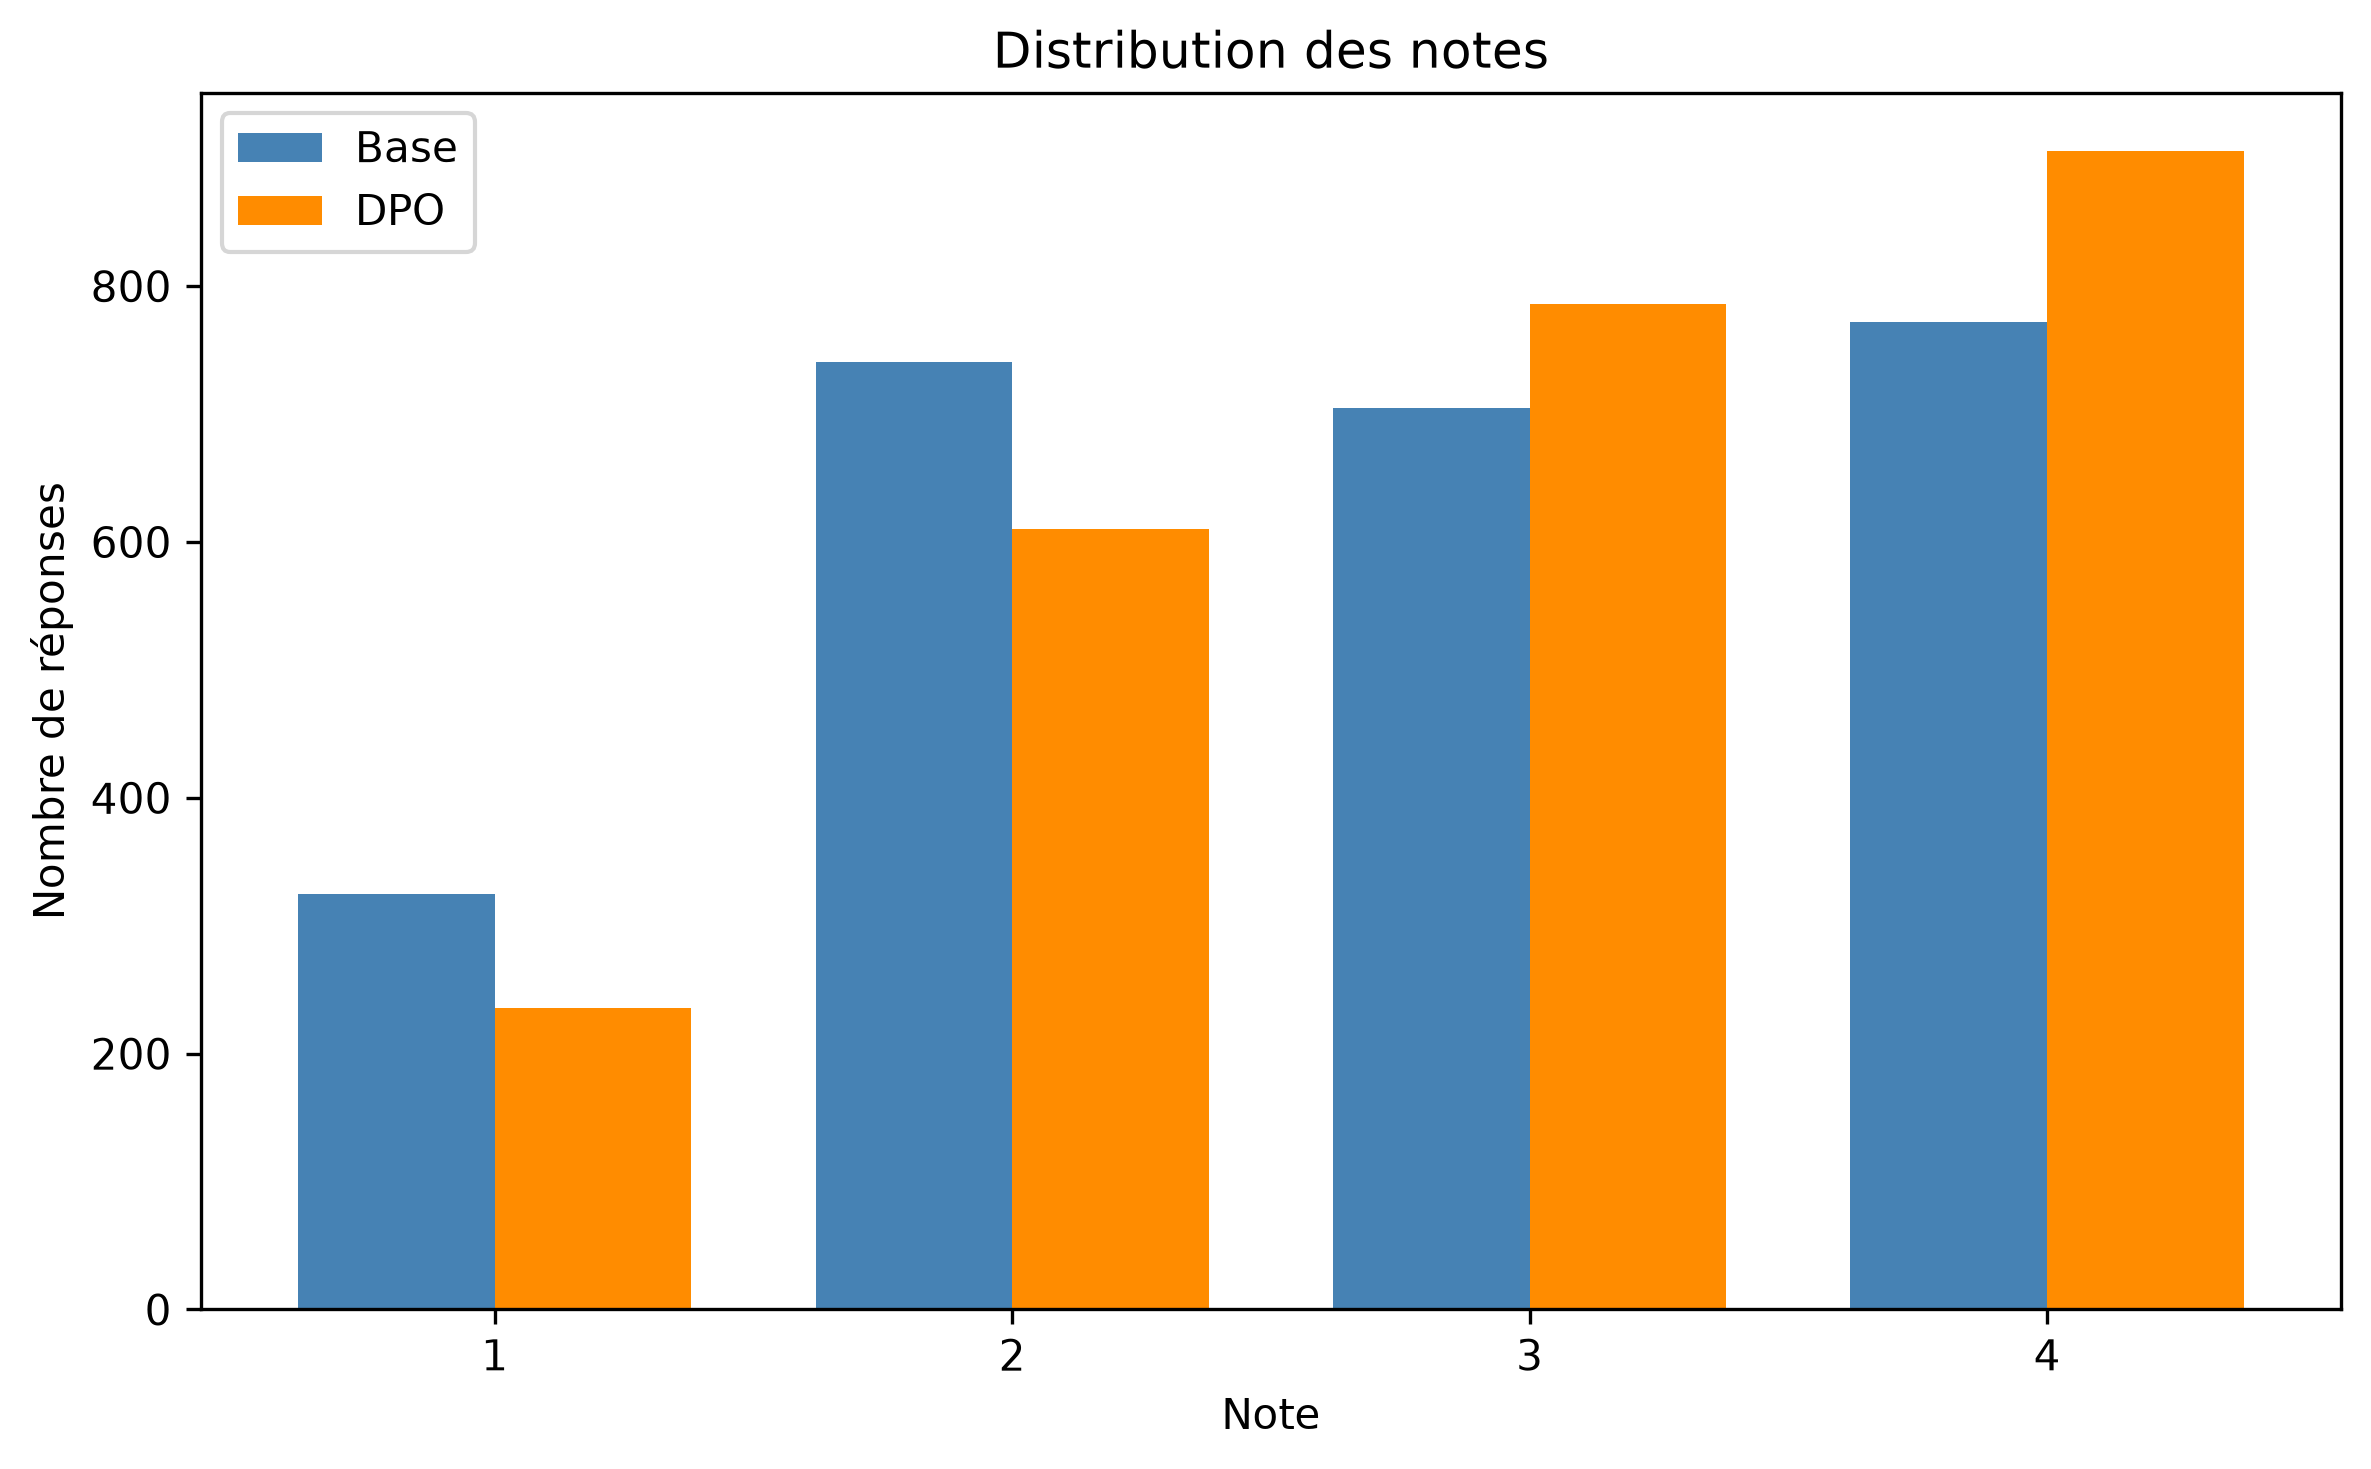 Distribution des notes
Base
DPO
Nombre de réponses
800
600
400
200
0
1 2 3 4
Note